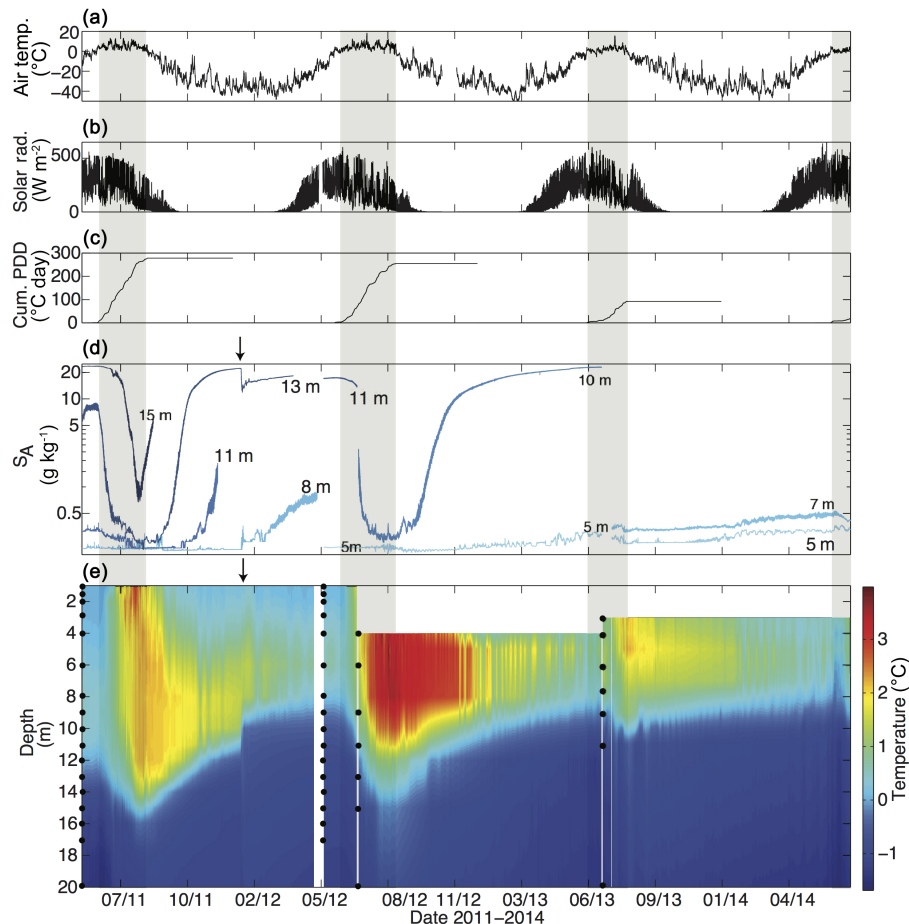 (a)
Air temp.
(°C)
20
0
−20
−40
(b)
Solar rad.
(W m-2)
500
0
(c)
Cum. PDD
(°C day)
300
200
100
0
(d)
SA
(g kg-1)
20
5
0.5
15 m
11 m
13 m
8 m
11 m
5m
10 m
5 m
7 m
5 m
(e)
Depth
(m)
2
4
6
8
10
12
14
16
18
20
07/11 10/11 02/12 05/12 08/12 11/12 03/13 06/13 09/13 01/14 04/14
Date 2011−2014
3
2
1
0
−1
Temperature (°C)